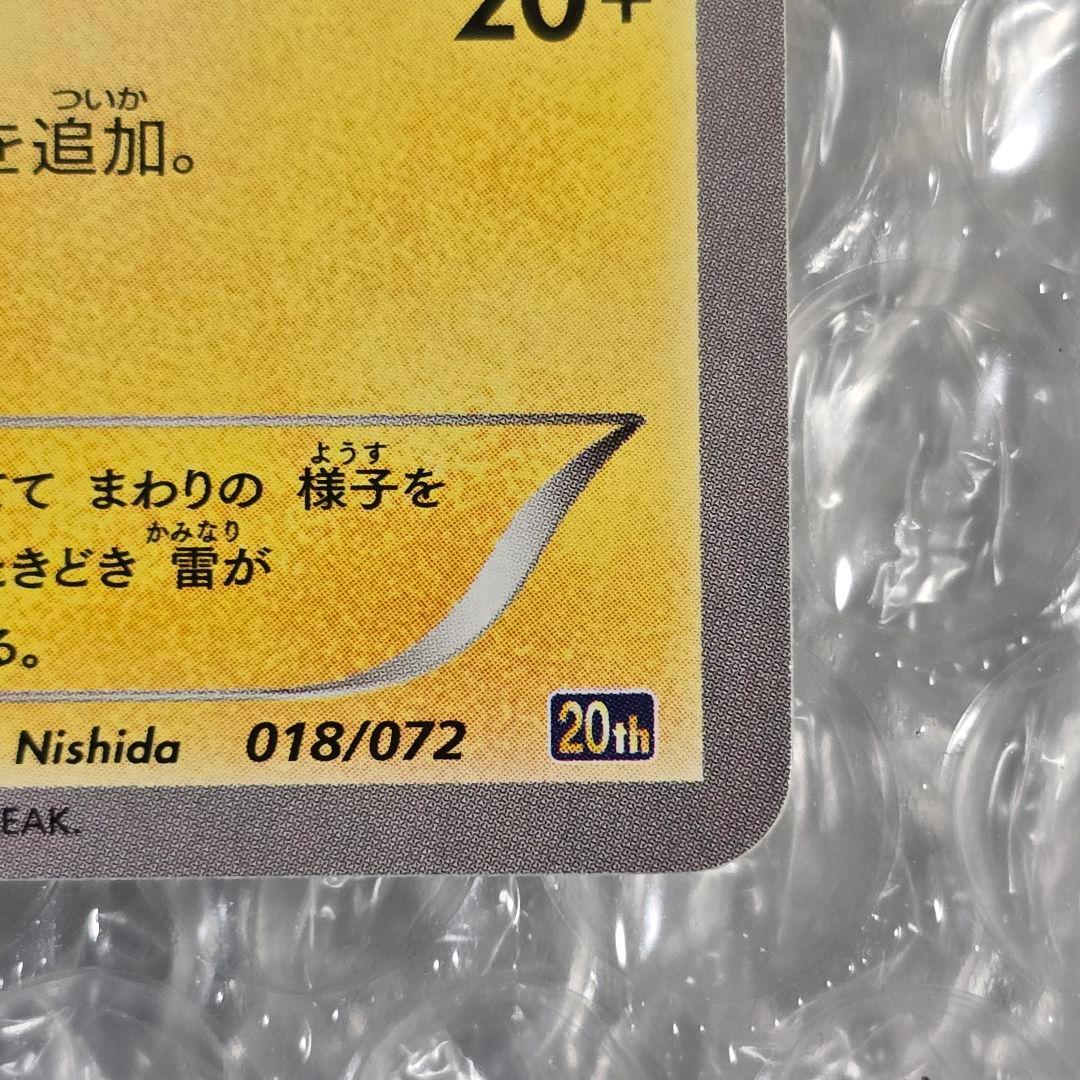 20+
ついか
を追加。
ようす
てて まわりの 様子を
かみなり
ときどき 雷が
る。
Nishida 018/072 20th
EAK.